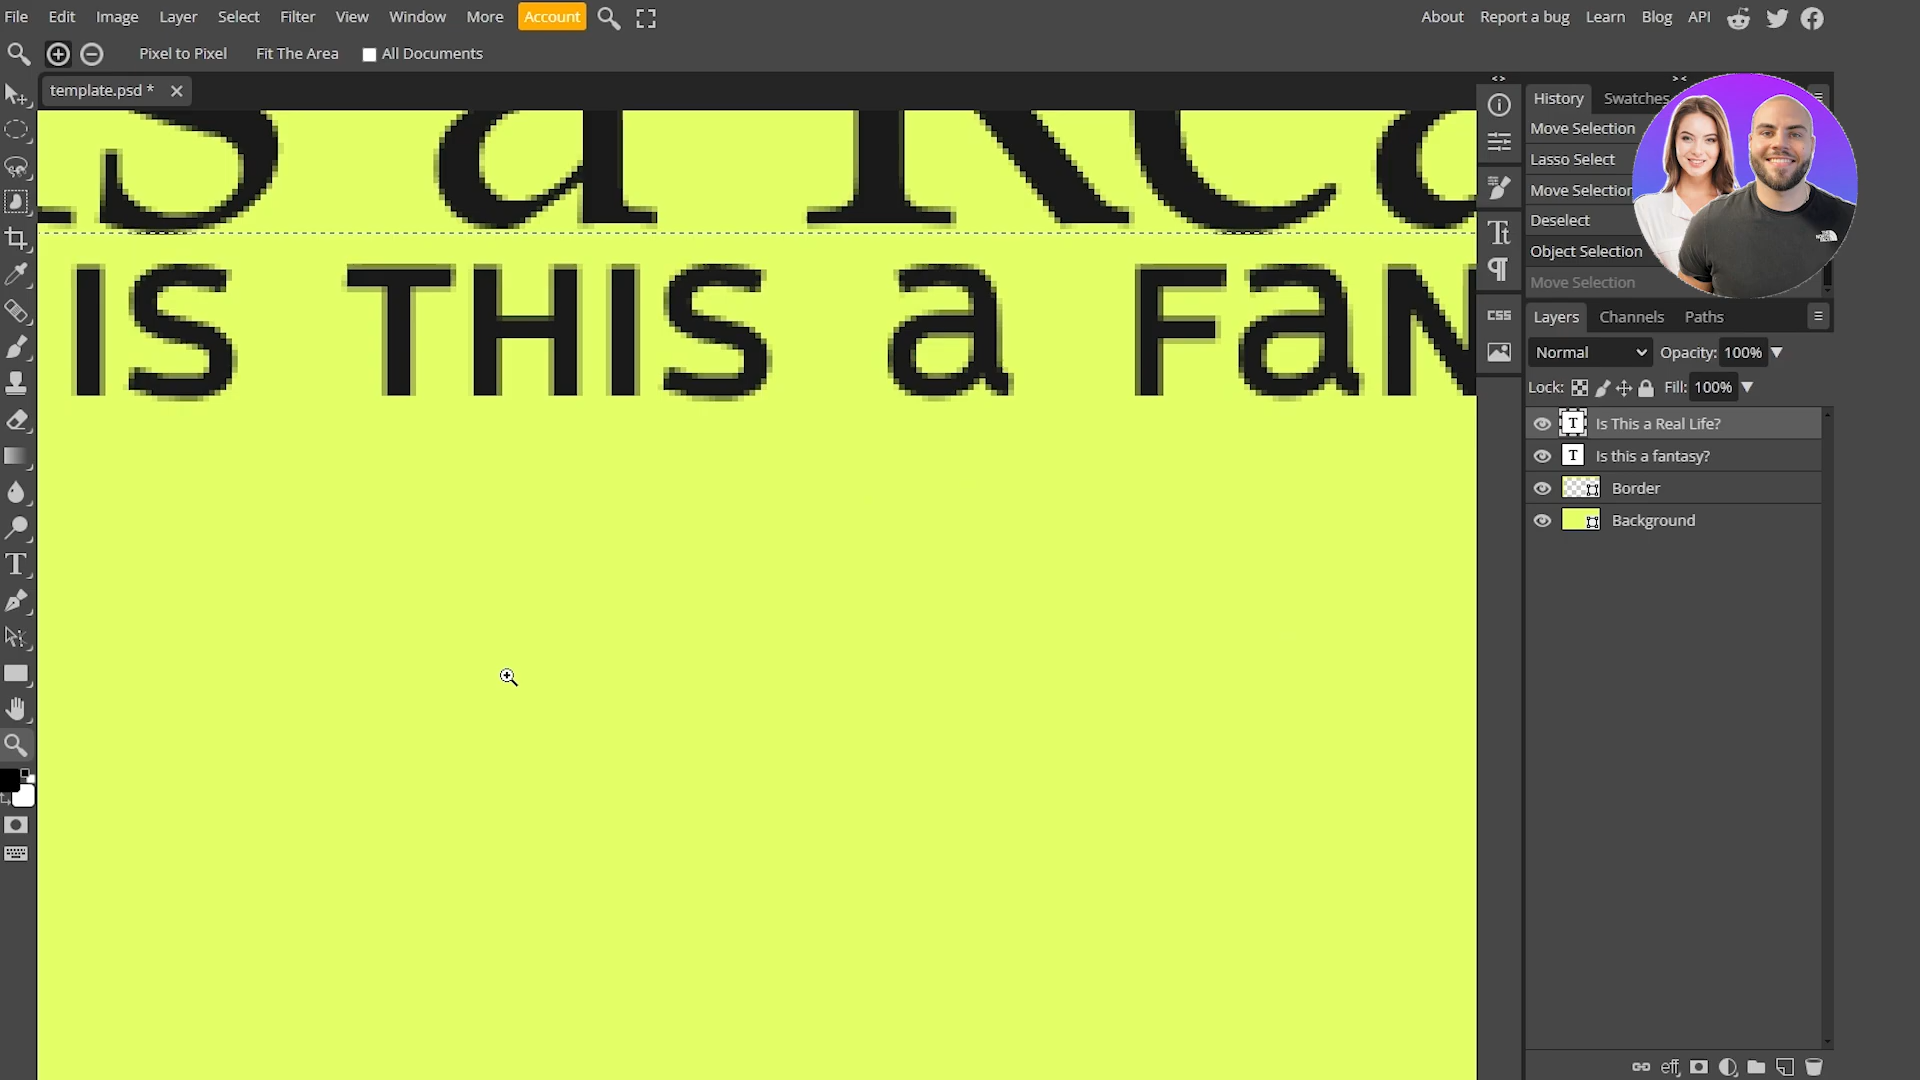 File Edit Image Layer Select Filter View Window More Account About Report a bug Learn Blog API
Pixel to Pixel Fit The Area All Documents
template.psd *
History Swatches
Move Selection
Lasso Select
Move Selection
Deselect
Object Selection
Move Selection
Layers Channels Paths
Normal Opacity: 100%
Lock: Fill: 100%
T Is This a Real Life?
T Is this a fantasy?
Border
Background
CSS
eff
s a Rea
IS THIS a FaN